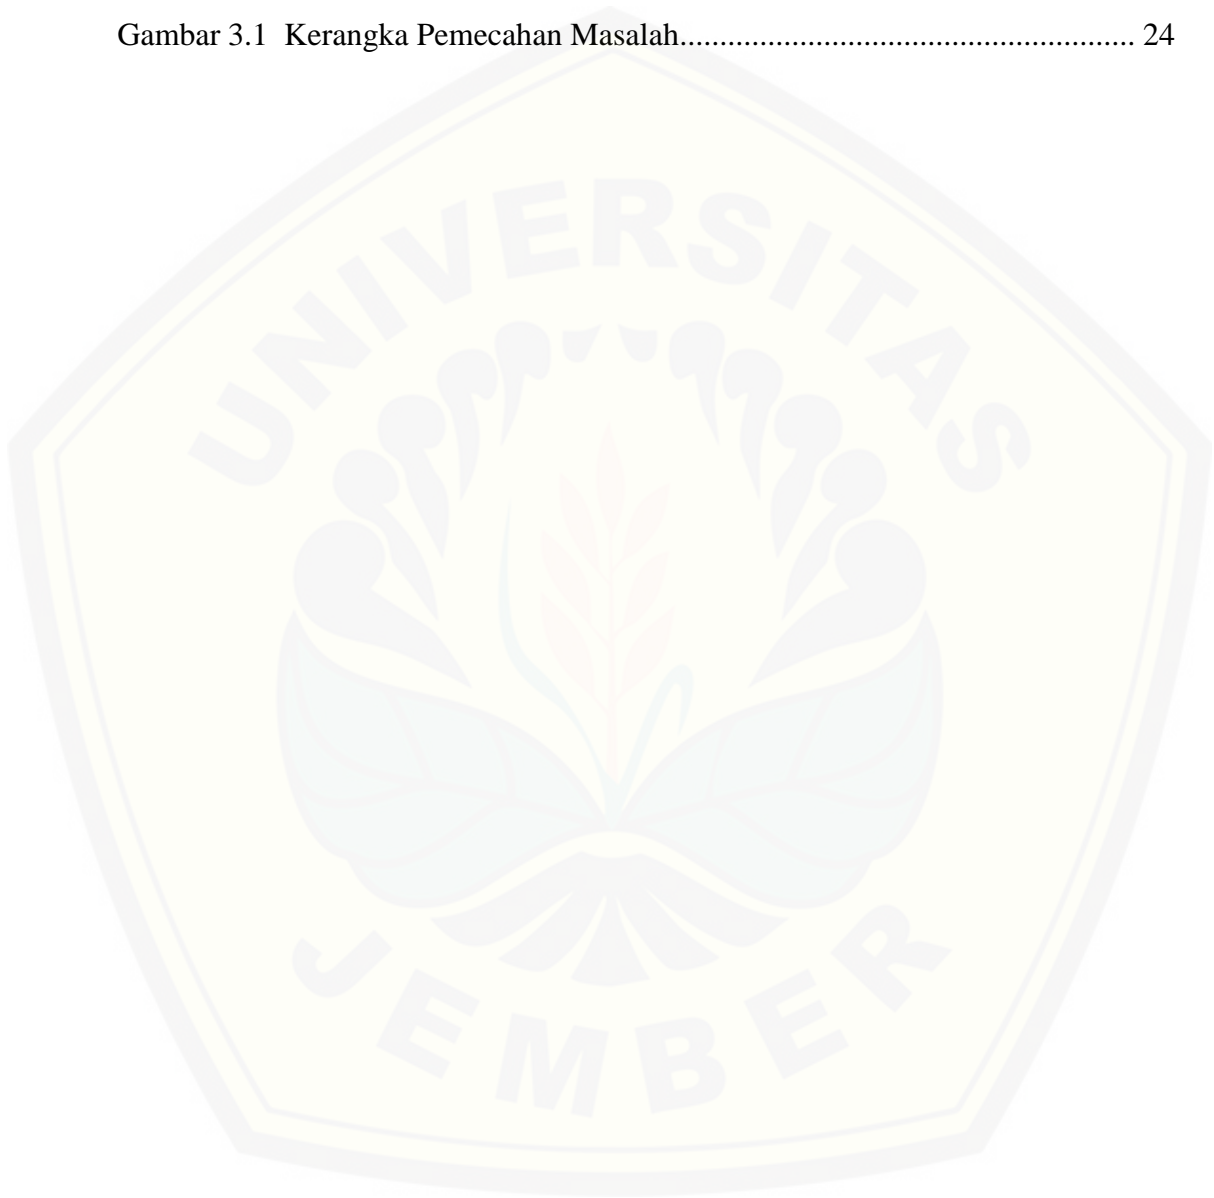 Gambar 3.1 Kerangka Pemecahan Masalah........................................................ 24
UNIVERSITAS
JEMBER